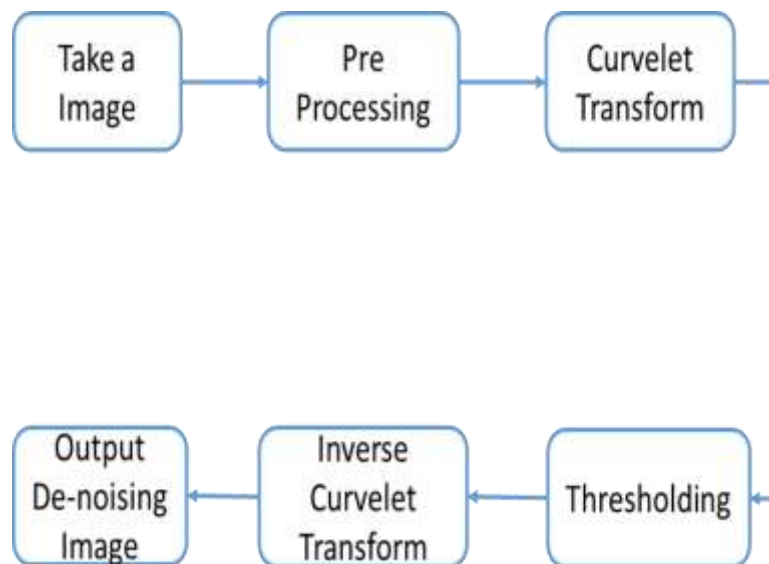 Take a
Image
Pre
Processing
Curvelet
Transform
Thresholding
Inverse
Curvelet
Transform
Output
De-noising
Image